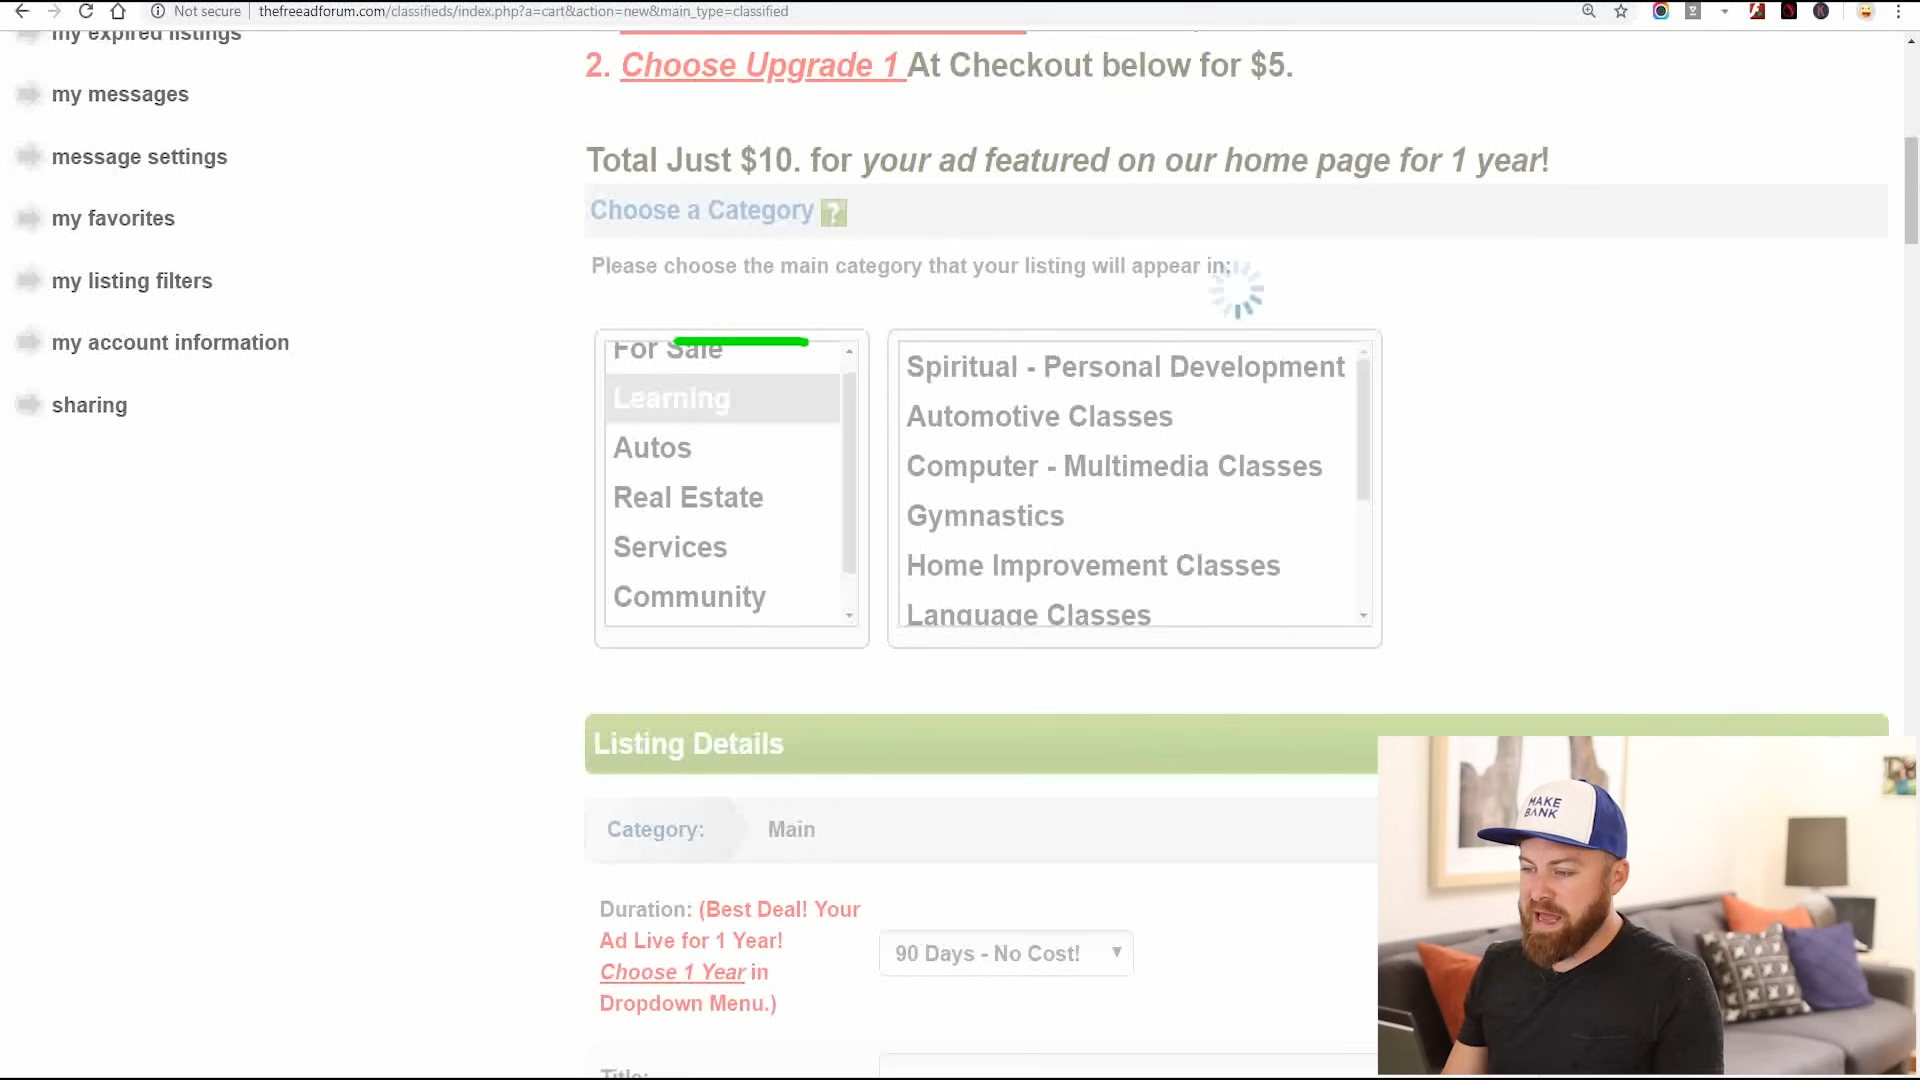 Not secure
thefreeadforum.com/classifieds/index.php?a=cart&action=new&main_type=classified
my expired listings
my messages
message settings
my favorites
my listing filters
my account information
sharing
2. Choose Upgrade 1 At Checkout below for $5.
Total Just $10. for your ad featured on our home page for 1 year!
Choose a Category ?
Please choose the main category that your listing will appear in:
For Sale
Learning
Autos
Real Estate
Services
Community
Spiritual - Personal Development
Automotive Classes
Computer - Multimedia Classes
Gymnastics
Home Improvement Classes
Language Classes
Listing Details
Category:
Main
Duration: (Best Deal! Your
Ad Live for 1 Year!
Choose 1 Year in
Dropdown Menu.)
90 Days - No Cost!
Title:
MAKE
BANK